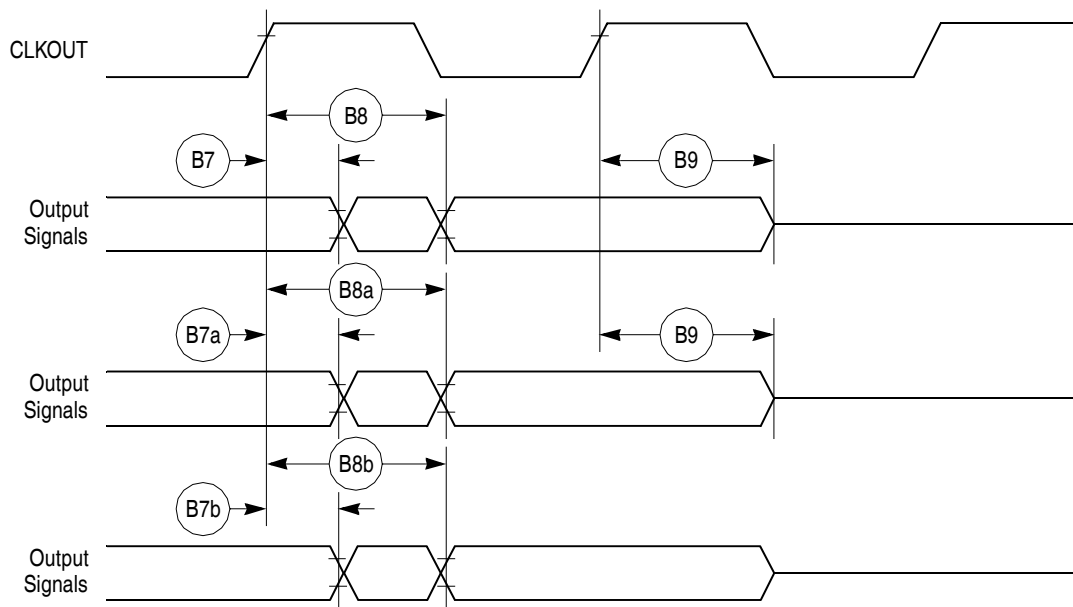 CLKOUT
B8
B7
B9
Output
Signals
B8a
B7a
B9
Output
Signals
B8b
B7b
Output
Signals